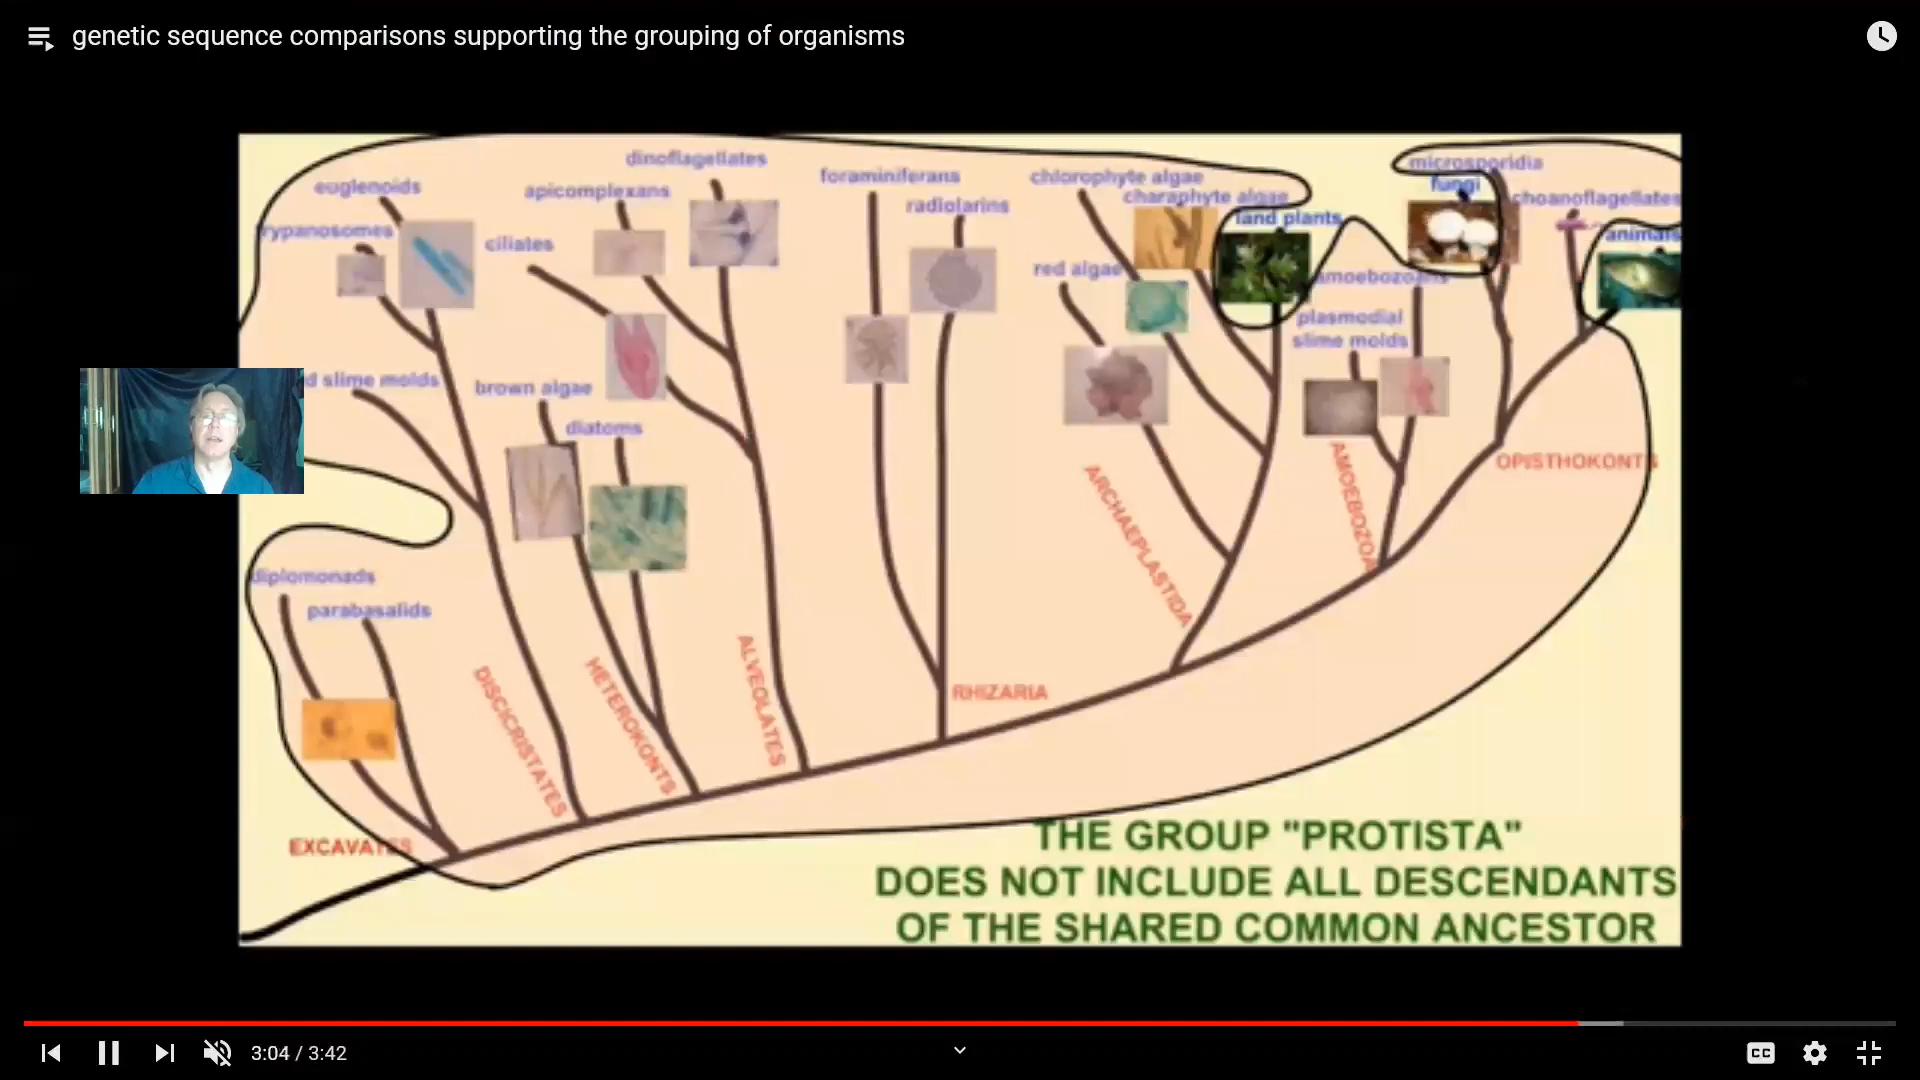 genetic sequence comparisons supporting the grouping of organisms
dinoflagellates
microsporidia
foraminiferans
chlorophyte algae
fungi
euglenoids
apicomplexans
charaphyte algae
choanoflagellates
radiolarins
land plants
rypanosomes
ciliates
animals
red algae
amoebozoans
plasmodial
slime molds
d slime molds
brown algae
diatoms
OPISTHOKONTS
AMOEBOZOA
ARCHAEPLASTIDA
diplomonads
parabasalids
ALVEOLATES
HETEROKONTS
DISCICRISTATES
RHIZARIA
EXCAVATES
THE GROUP "PROTISTA"
DOES NOT INCLUDE ALL DESCENDANTS
OF THE SHARED COMMON ANCESTOR
3:04 / 3:42
CC